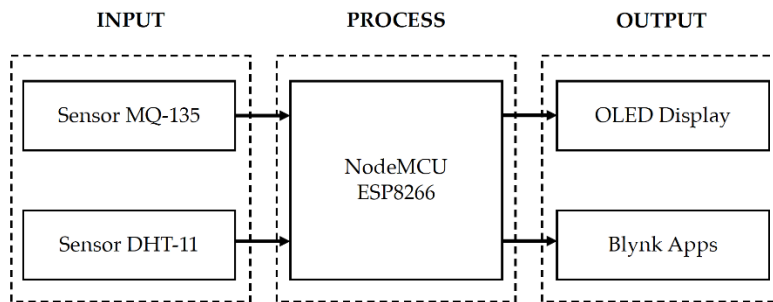 INPUT
PROCESS
OUTPUT
Sensor MQ-135
Sensor DHT-11
NodeMCU
ESP8266
OLED Display
Blynk Apps